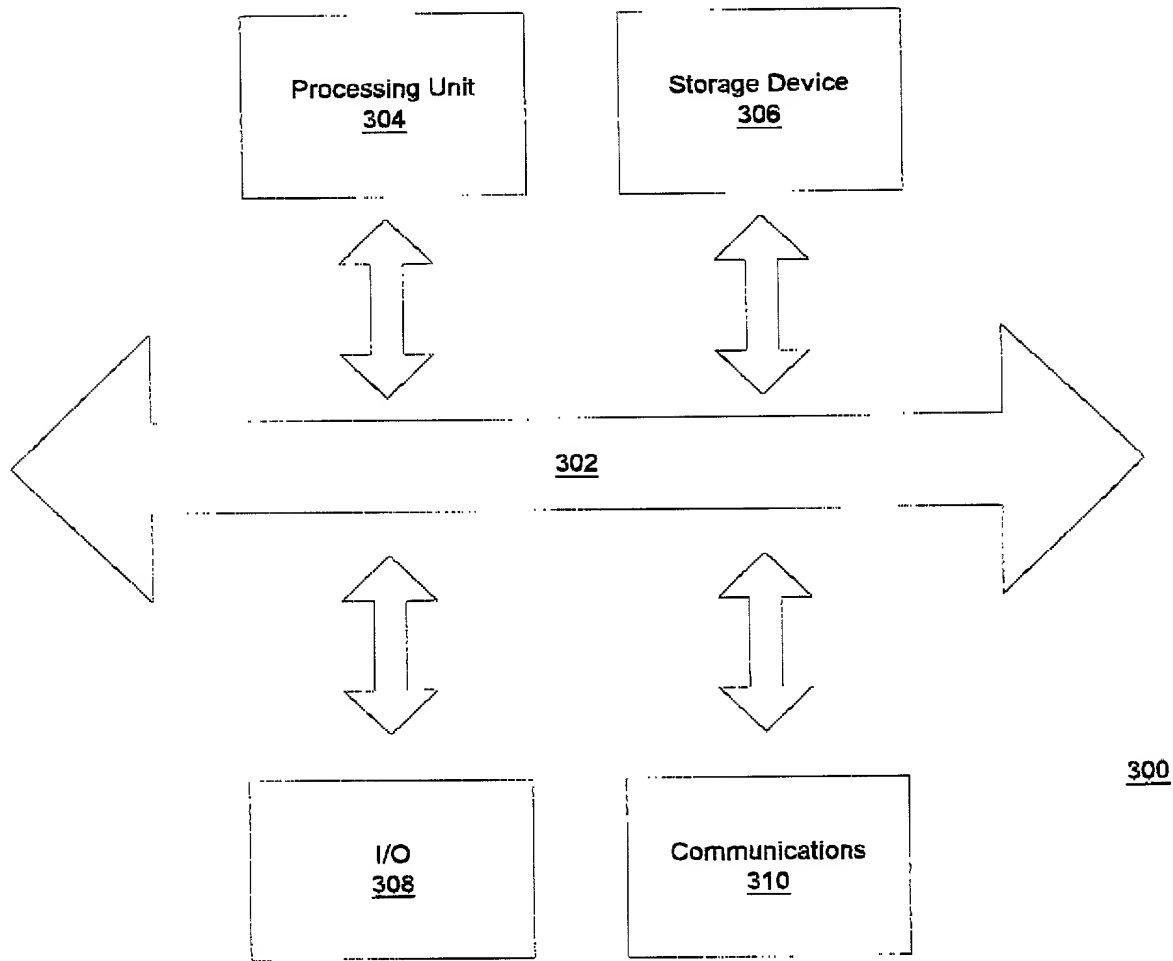 Processing Unit
304
Storage Device
306
302
I/O
308
Communications
310
300